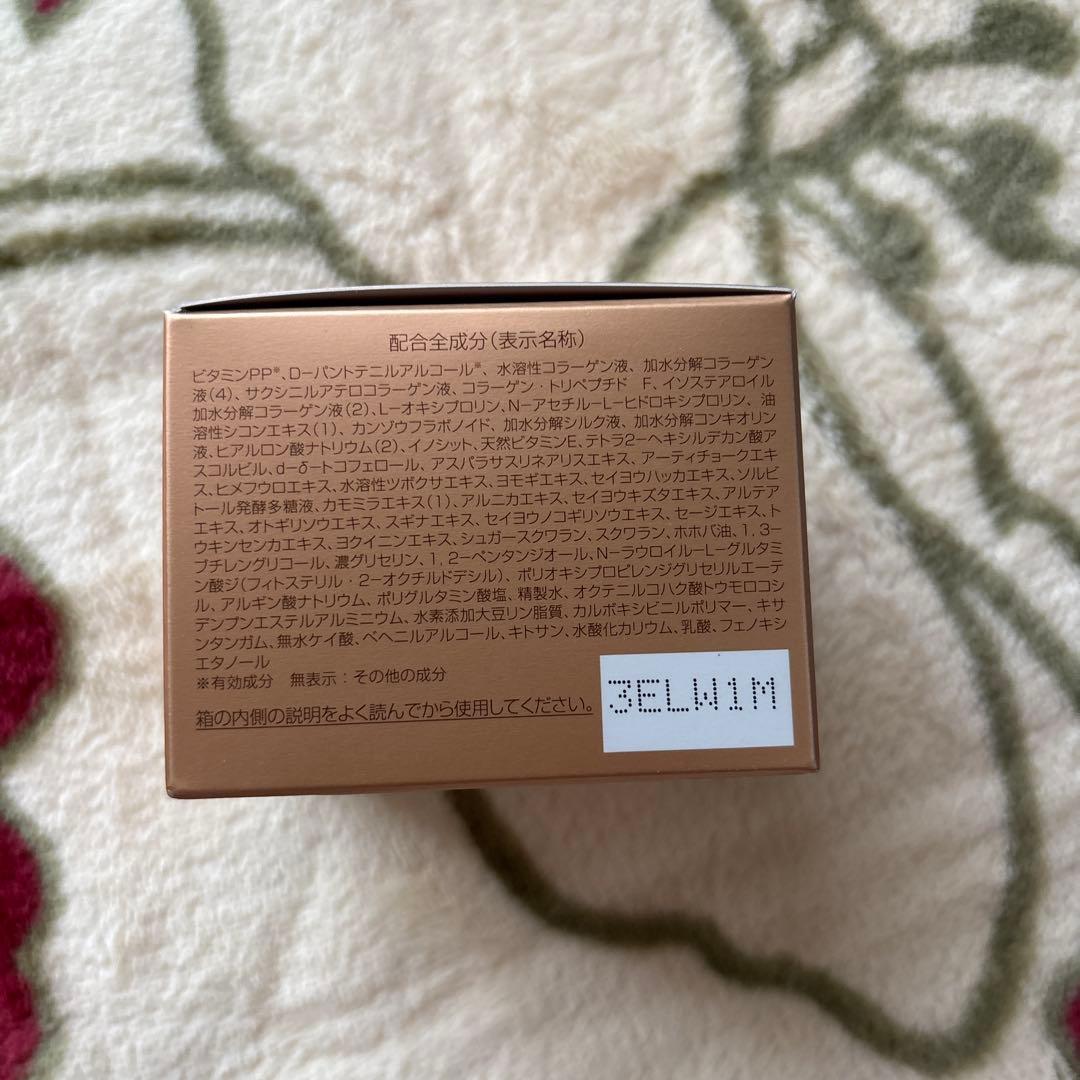 配合全成分(表示名称)
ビタミンPP※、D-パントテニルアルコール※、水溶性コラーゲン液、加水分解コラーゲン
液(4)、サクシニルアテロコラーゲン液、コラーゲン・トリペプチド F、イソステアロイル
加水分解コラーゲン液(2)、L-オキシプロリン、N-アセチル-L-ヒドロキシプロリン、油
溶性シコンエキス(1)、カンゾウフラボノイド、加水分解シルク液、加水分解コンキオリン
液、ヒアルロン酸ナトリウム(2)、イノシット、天然ビタミンE、テトラ2-ヘキシルデカン酸ア
スコルビル、d-δ-トコフェロール、アスパラサスリネアリスエキス、アーティチョークエキ
ス、ヒメフウロエキス、水溶性ツボクサエキス、ヨモギエキス、セイヨウハッカエキス、ソルビ
トール発酵多糖液、カモミラエキス(1)、アルニカエキス、セイヨウキズタエキス、アルテア
エキス、オトギリソウエキス、スギナエキス、セイヨウノコギリソウエキス、セージエキス、ト
ウキンセンカエキス、ヨクイニンエキス、シュガースクワラン、スクワラン、ホホバ油、1,3-
ブチレングリコール、濃グリセリン、1,2-ペンタンジオール、N-ラウロイル-L-グルタミ
ン酸ジ(フィトステリル・2-オクチルドデシル)、ポリオキシプロピレンジグリセリルエーテ
ル、アルギン酸ナトリウム、ポリグルタミン酸塩、精製水、オクテニルコハク酸トウモロコシ
デンプンエステルアルミニウム、水素添加大豆リン脂質、カルボキシビニルポリマー、キサ
ンタンガム、無水ケイ酸、ベヘニルアルコール、キトサン、水酸化カリウム、乳酸、フェノキシ
エタノール
※有効成分 無表示:その他の成分
箱の内側の説明をよく読んでから使用してください。
3ELW1M